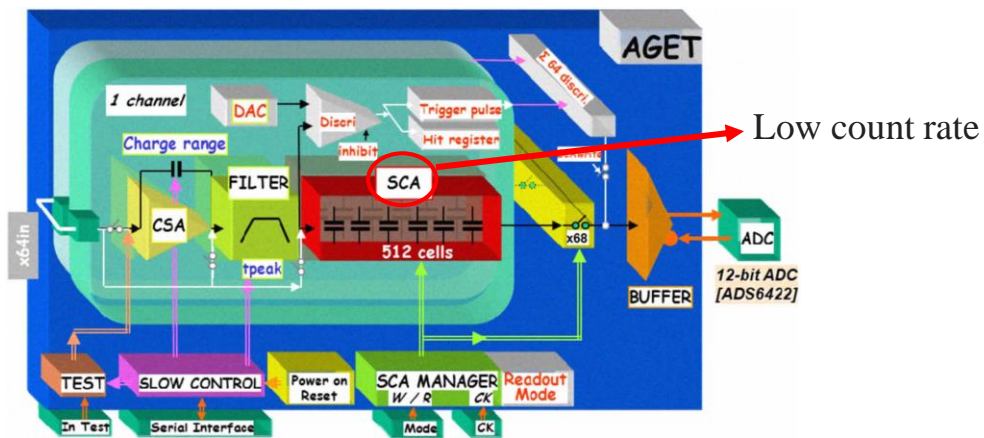 AGET
Σ 64 discri.
1 channel
DAC
Discri
Trigger pulse
Hit register
inhibit
Low count rate
Charge range
FILTER
SCA
CSA
x64in
512 cells
tpeak
x68
ADC
12-bit ADC
[ADS6422]
BUFFER
TEST
SLOW CONTROL
Power on
Reset
SCA MANAGER
W / R CK
Readout
Mode
In Test
Serial Interface
Mode
CK